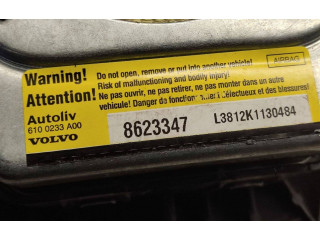 Warning! Do not open, remove or put into another vehicle! AIRBAG
Risk of malfunctioning and bodily injury!
Attention! Ne pas ouvrir, ne pas retirer, ne pas monter dans un autre
véhicule! Danger de fonctionnement défectueux et des blessures!
Autoliv
610 0233 A00
VOLVO
8623347
L3812K1130484